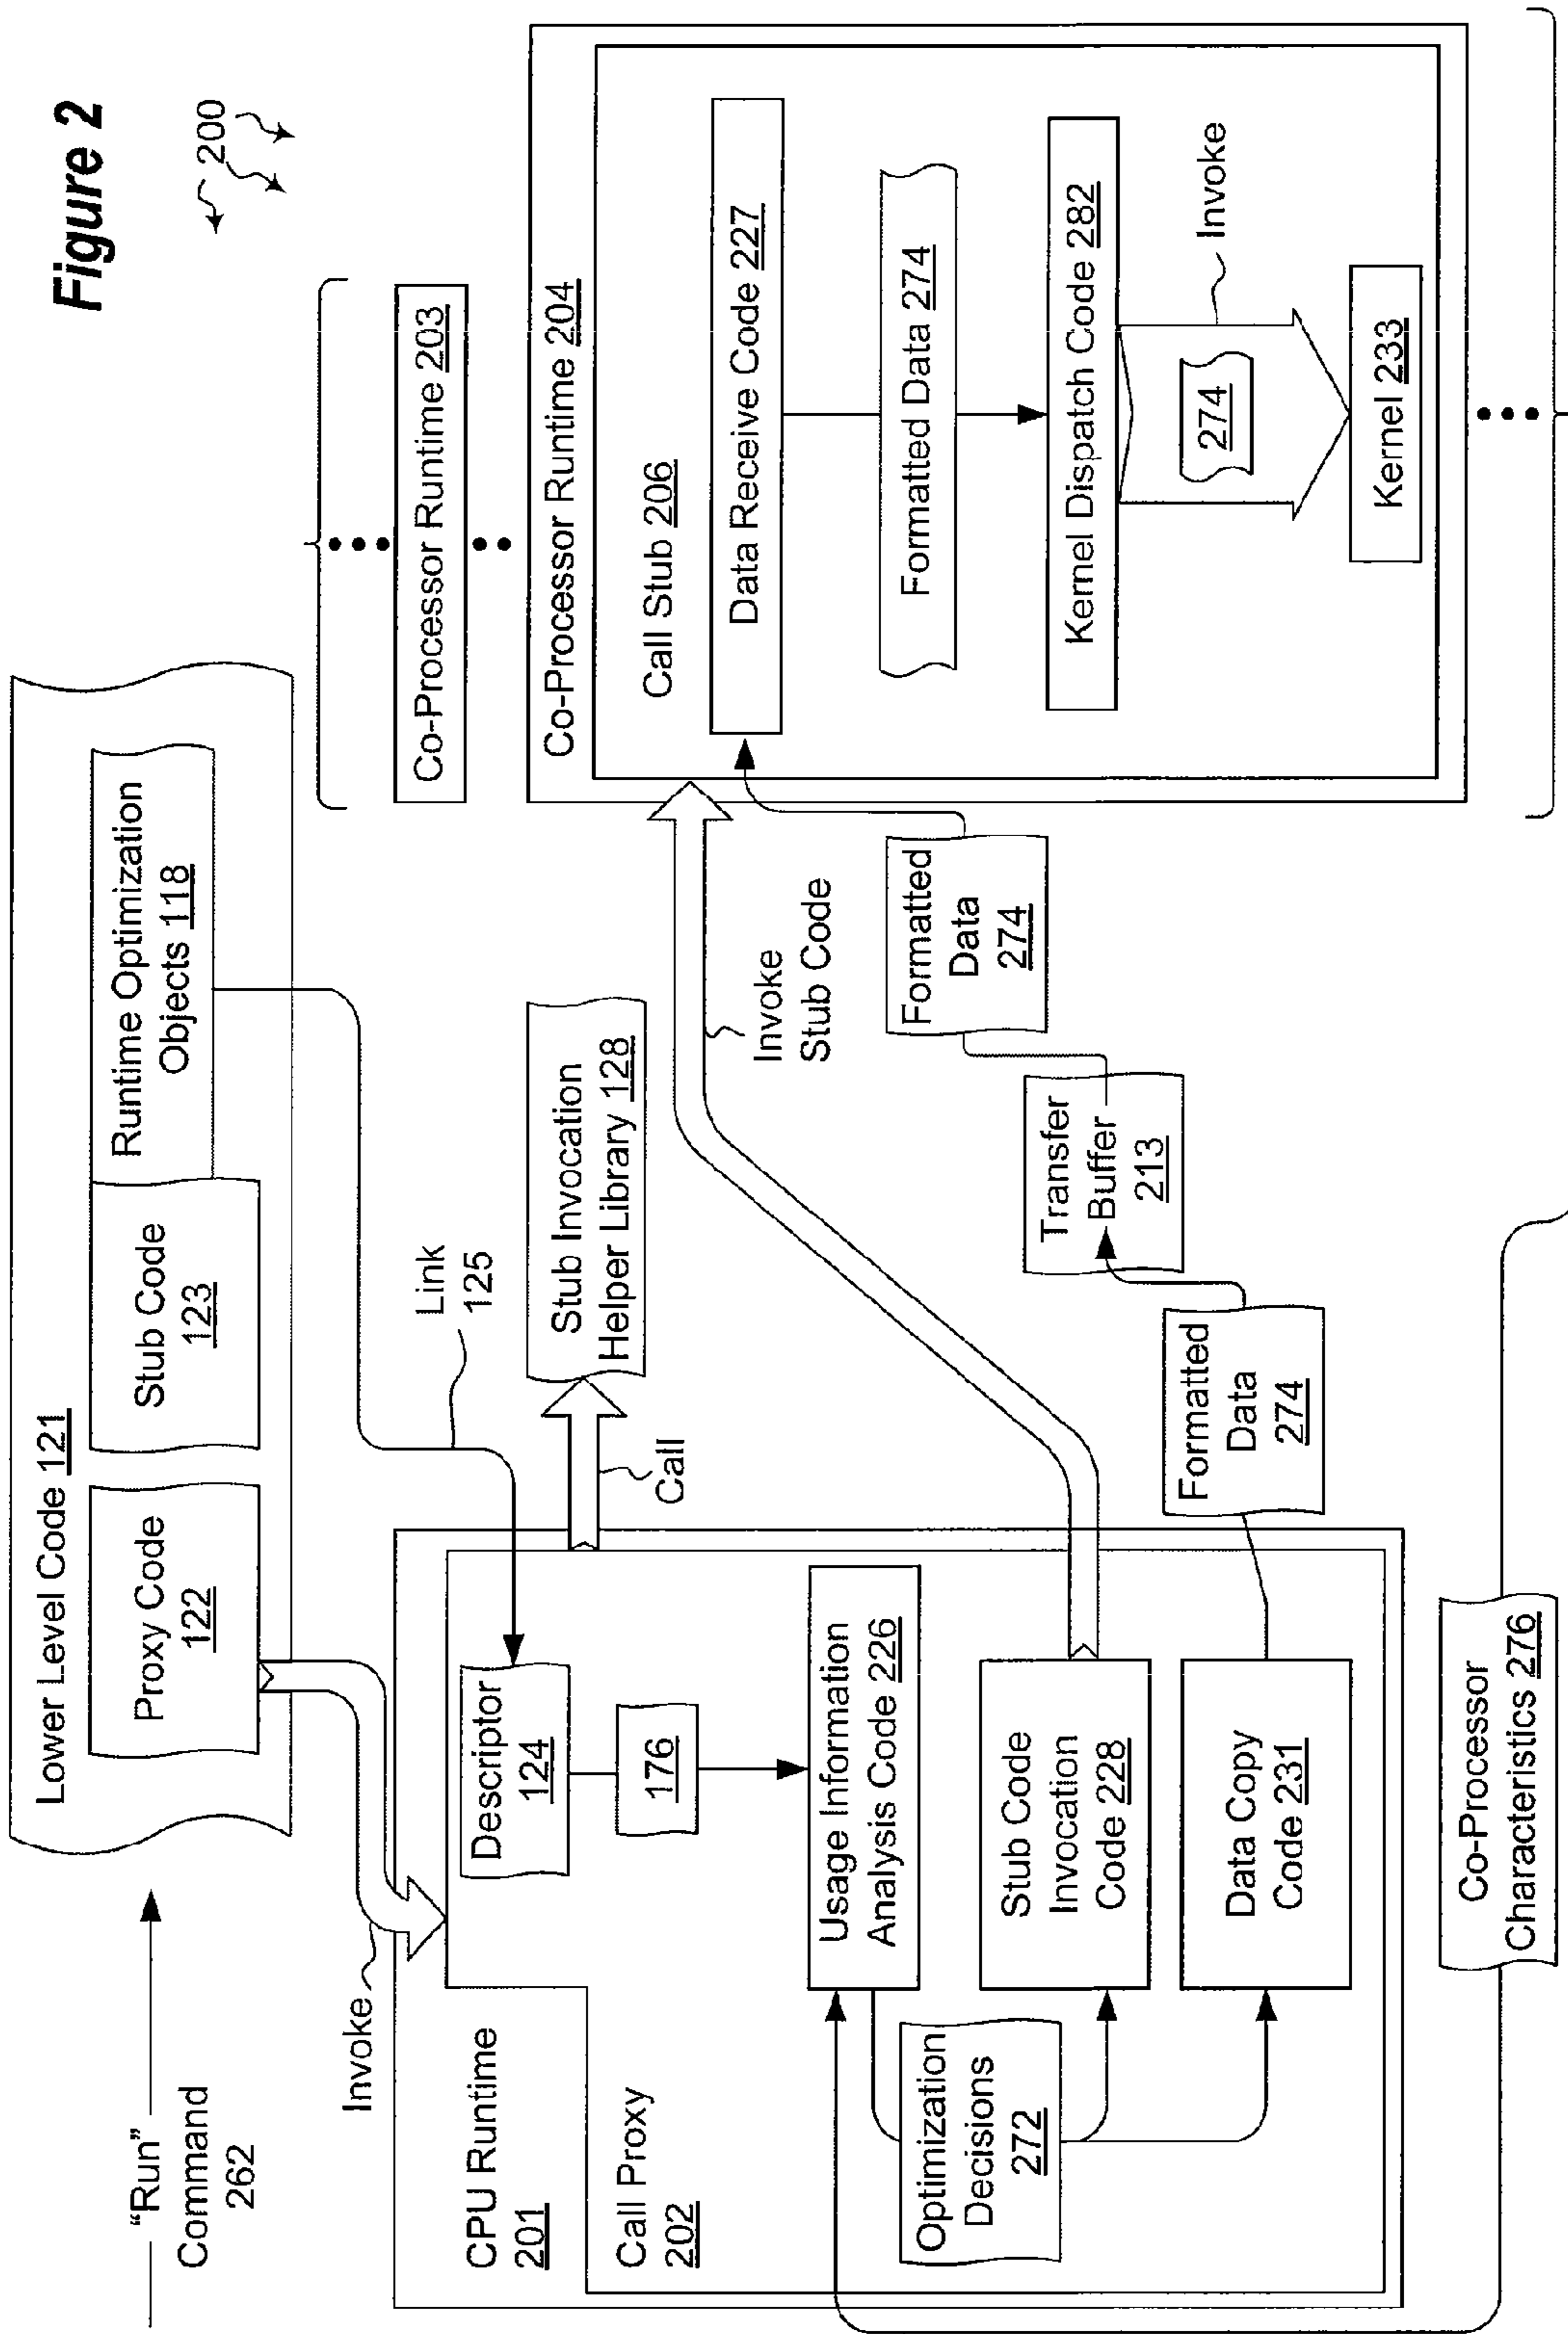 Figure 2
200
"Run"
Command
262
Lower Level Code 121
Proxy Code
122
Stub Code
123
Runtime Optimization
Objects 118
Invoke
Link
125
CPU Runtime
201
Call Proxy
202
Descriptor
124
176
Usage Information
Analysis Code 226
Optimization
Decisions
272
Stub Code
Invocation
Code 228
Data Copy
Code 231
Call
Stub Invocation
Helper Library 128
Invoke
Stub Code
Formatted
Data
274
Transfer
Buffer
213
Formatted
Data
274
Co-Processor
Characteristics 276
Co-Processor Runtime 203
Co-Processor Runtime 204
Call Stub 206
Data Receive Code 227
Formatted Data 274
Kernel Dispatch Code 282
274
Invoke
Kernel 233